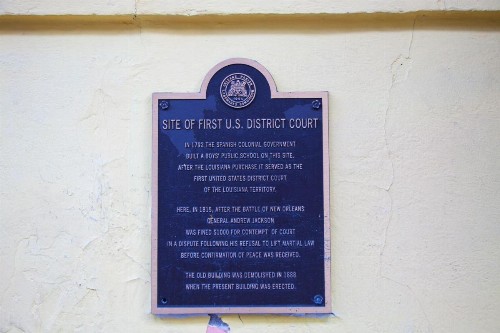 SITE OF FIRST U.S. DISTRICT COURT
IN 1792 THE SPANISH COLONIAL GOVERNMENT
BUILT A BOYS' PUBLIC SCHOOL ON THIS SITE.
AFTER THE LOUISIANA PURCHASE IT SERVED AS THE
FIRST UNITED STATES DISTRICT COURT
OF THE LOUISIANA TERRITORY.
HERE, IN 1815, AFTER THE BATTLE OF NEW ORLEANS
GENERAL ANDREW JACKSON
WAS FINED $1000 FOR CONTEMPT OF COURT
IN A DISPUTE FOLLOWING HIS REFUSAL TO LIFT MARTIAL LAW
BEFORE CONFIRMATION OF PEACE WAS RECEIVED.
THE OLD BUILDING WAS DEMOLISHED IN 1888
WHEN THE PRESENT BUILDING WAS ERECTED.